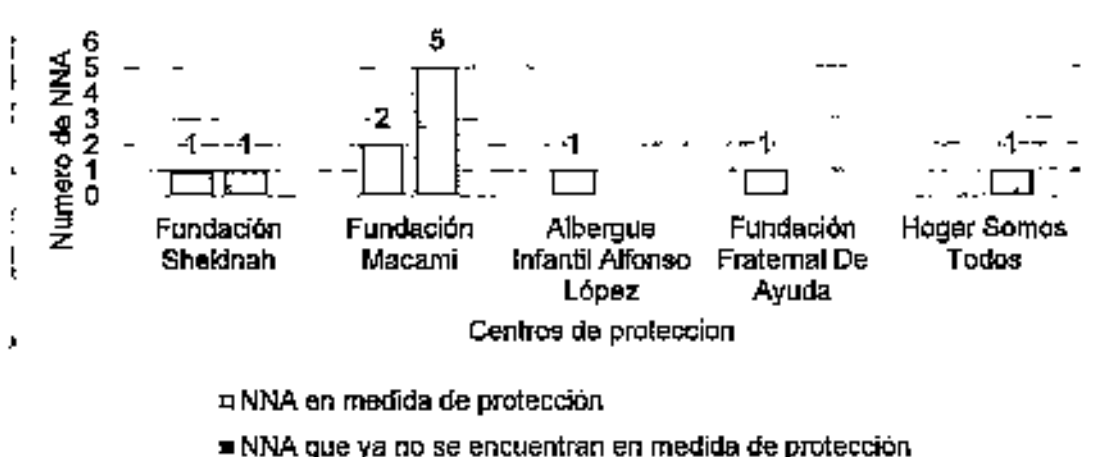 Numero de NNA
6
5
4
3
2
1
0
1 1
2 5
1
1
1
Fundación Shekinah
Fundación Macami
Albergue Infantil Alfonso López
Fundación Fraternal De Ayuda
Hogar Somos Todos
Centros de proteccion
NNA en medida de protección
NNA que ya no se encuentran en medida de protección